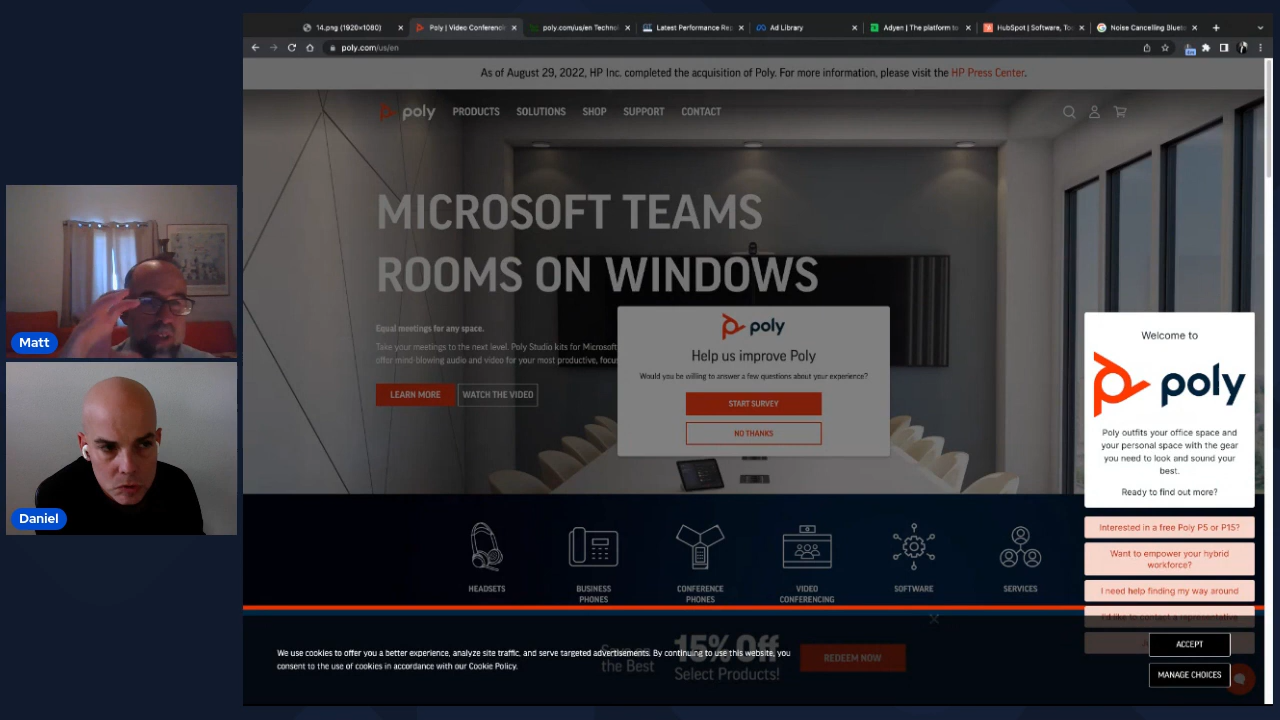 14.png (1920×1080)
Poly | Video Conferenci
poly.com/us/en Technol
Latest Performance Rep
Ad Library
Adyen | The platform to
HubSpot | Software, Too
Noise Cancelling Blueto
poly.com/us/en
As of August 29, 2022, HP Inc. completed the acquisition of Poly. For more information, please visit the HP Press Center.
poly PRODUCTS SOLUTIONS SHOP SUPPORT CONTACT
MICROSOFT TEAMS
ROOMS ON WINDOWS
Equal meetings for any space.
Take your meetings to the next level. Poly Studio kits for Microsoft
offer mind-blowing audio and video for your most productive, focus
LEARN MORE WATCH THE VIDEO
poly
Help us improve Poly
Would you be willing to answer a few questions about your experience?
START SURVEY
NO THANKS
Welcome to
poly
Poly outfits your office space and
your personal space with the gear
you need to look and sound your
best.
Ready to find out more?
Interested in a free Poly P5 or P15?
Want to empower your hybrid
workforce?
I need help finding my way around
I'd like to contact a representative
HEADSETS
BUSINESS
PHONES
CONFERENCE
PHONES
VIDEO
CONFERENCING
SOFTWARE
SERVICES
We use cookies to offer you a better experience, analyze site traffic, and serve targeted advertisements. By continuing to use this website, you
consent to the use of cookies in accordance with our Cookie Policy.
the Best
15% Off
Select Products!
REDEEM NOW
ACCEPT
MANAGE CHOICES
Matt
Daniel